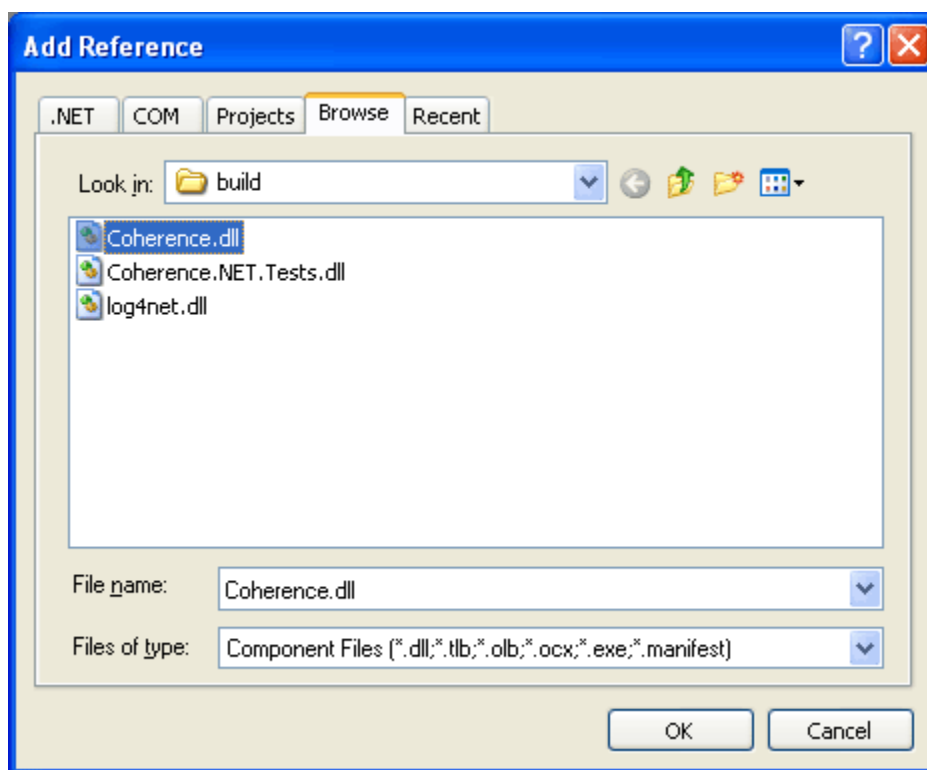 Add Reference
.NET COM Projects Browse Recent
Look in: build
Coherence.dll
Coherence.NET.Tests.dll
log4net.dll
File name: Coherence.dll
Files of type: Component Files (*.dll;*.tlb;*.olb;*.ocx;*.exe;*.manifest)
OK Cancel